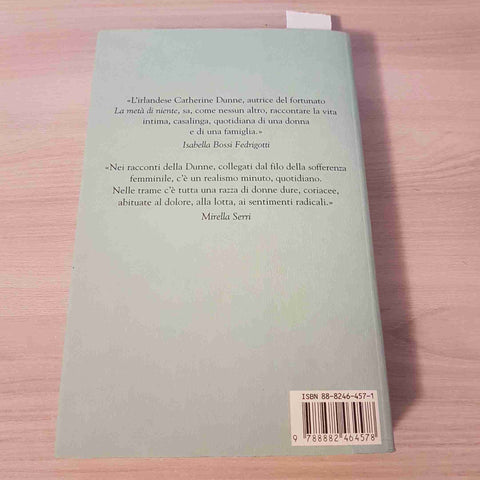 «L'irlandese Catherine Dunne, autrice del fortunato
La metà di niente, sa, come nessun altro, raccontare la vita
intima, casalinga, quotidiana di una donna
e di una famiglia.»
Isabella Bossi Fedrigotti
«Nei racconti della Dunne, collegati dal filo della sofferenza
femminile, c'è un realismo minuto, quotidiano.
Nelle trame c'è tutta una razza di donne dure, coriacee,
abituate al dolore, alla lotta, ai sentimenti radicali.»
Mirella Serri
ISBN 88-8246-457-1
9 788882 464578